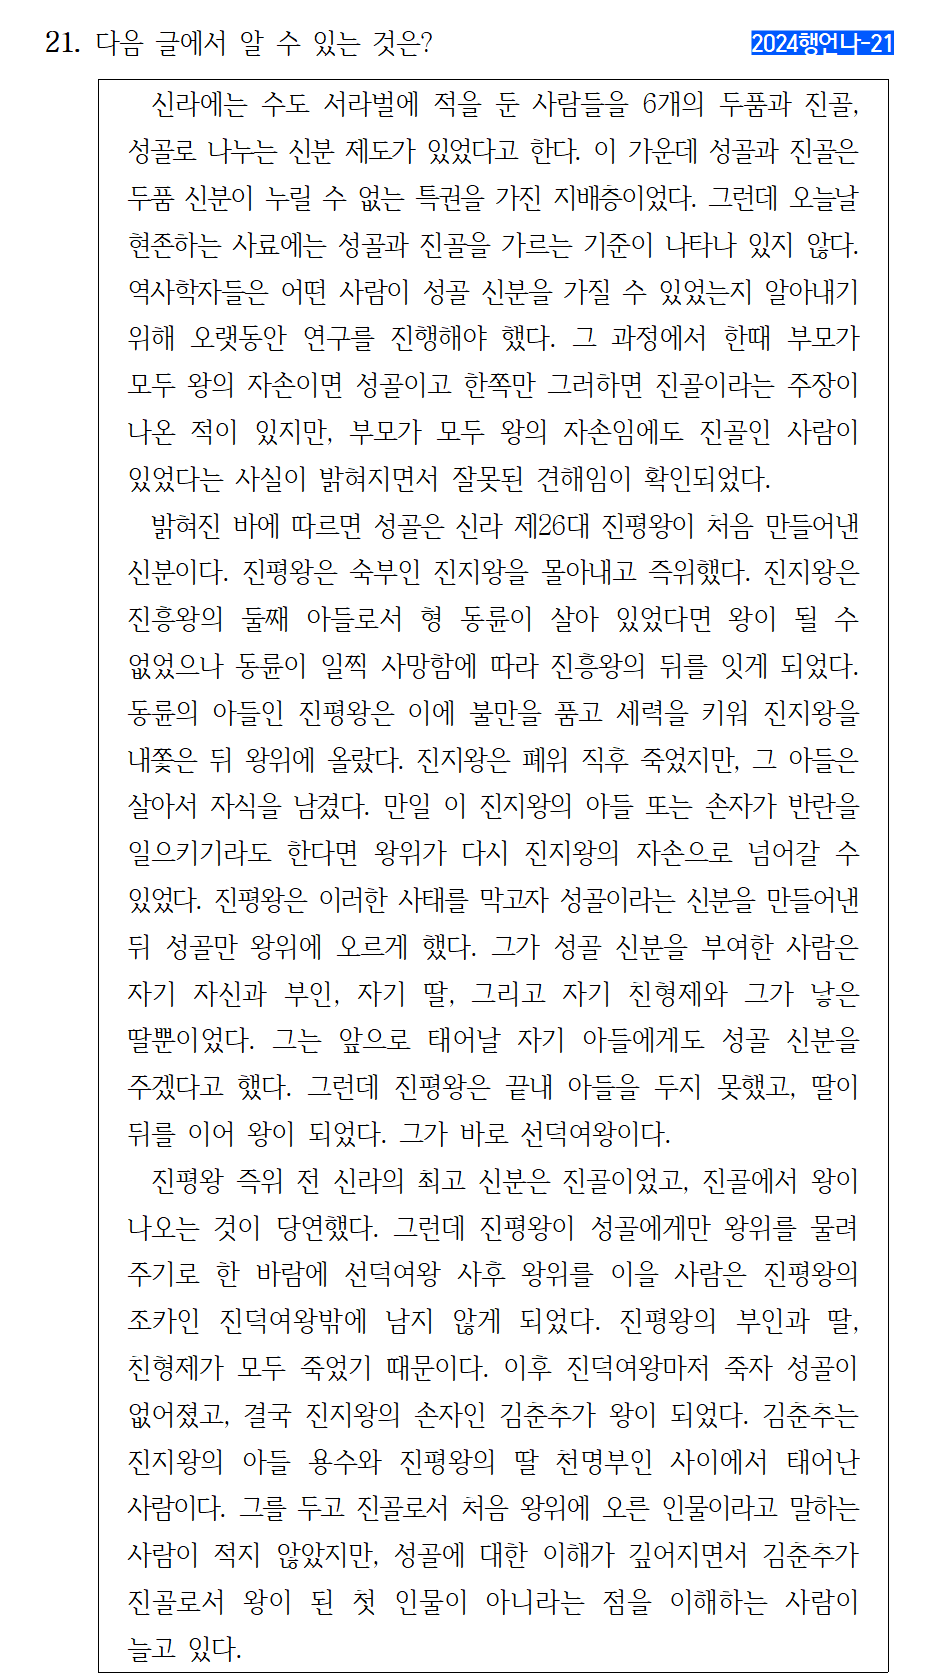 21. 다음 글에서 알 수 있는 것은?
2024행언나-21
신라에는 수도 서라벌에 적을 둔 사람들을 6개의 두품과 진골,
성골로 나누는 신분 제도가 있었다고 한다. 이 가운데 성골과 진골은
두품 신분이 누릴 수 없는 특권을 가진 지배층이었다. 그런데 오늘날
현존하는 사료에는 성골과 진골을 가르는 기준이 나타나 있지 않다.
역사학자들은 어떤 사람이 성골 신분을 가질 수 있었는지 알아내기
위해 오랫동안 연구를 진행해야 했다. 그 과정에서 한때 부모가
모두 왕의 자손이면 성골이고 한쪽만 그러하면 진골이라는 주장이
나온 적이 있지만, 부모가 모두 왕의 자손임에도 진골인 사람이
있었다는 사실이 밝혀지면서 잘못된 견해임이 확인되었다.
밝혀진 바에 따르면 성골은 신라 제26대 진평왕이 처음 만들어낸
신분이다. 진평왕은 숙부인 진지왕을 몰아내고 즉위했다. 진지왕은
진흥왕의 둘째 아들로서 형 동륜이 살아 있었다면 왕이 될 수
없었으나 동륜이 일찍 사망함에 따라 진흥왕의 뒤를 잇게 되었다.
동륜의 아들인 진평왕은 이에 불만을 품고 세력을 키워 진지왕을
내쫓은 뒤 왕위에 올랐다. 진지왕은 폐위 직후 죽었지만, 그 아들은
살아서 자식을 남겼다. 만일 이 진지왕의 아들 또는 손자가 반란을
일으키기라도 한다면 왕위가 다시 진지왕의 자손으로 넘어갈 수
있었다. 진평왕은 이러한 사태를 막고자 성골이라는 신분을 만들어낸
뒤 성골만 왕위에 오르게 했다. 그가 성골 신분을 부여한 사람은
자기 자신과 부인, 자기 딸, 그리고 자기 친형제와 그가 낳은
딸뿐이었다. 그는 앞으로 태어날 자기 아들에게도 성골 신분을
주겠다고 했다. 그런데 진평왕은 끝내 아들을 두지 못했고, 딸이
뒤를 이어 왕이 되었다. 그가 바로 선덕여왕이다.
진평왕 즉위 전 신라의 최고 신분은 진골이었고, 진골에서 왕이
나오는 것이 당연했다. 그런데 진평왕이 성골에게만 왕위를 물려
주기로 한 바람에 선덕여왕 사후 왕위를 이을 사람은 진평왕의
조카인 진덕여왕밖에 남지 않게 되었다. 진평왕의 부인과 딸,
친형제가 모두 죽었기 때문이다. 이후 진덕여왕마저 죽자 성골이
없어졌고, 결국 진지왕의 손자인 김춘추가 왕이 되었다. 김춘추는
진지왕의 아들 용수와 진평왕의 딸 천명부인 사이에서 태어난
사람이다. 그를 두고 진골로서 처음 왕위에 오른 인물이라고 말하는
사람이 적지 않았지만, 성골에 대한 이해가 깊어지면서 김춘추가
진골로서 왕이 된 첫 인물이 아니라는 점을 이해하는 사람이
늘고 있다.